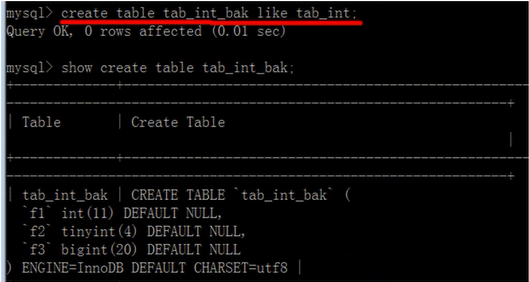 mysql> create table tab_int_bak like tab_int;
Query OK, 0 rows affected (0.01 sec)
mysql> show create table tab_int_bak;
+-------------+--------------------------------------------------
-----------------------------------------------------------------+
| Table       | Create Table
                                                                 |
+-------------+--------------------------------------------------
-----------------------------------------------------------------+
| tab_int_bak | CREATE TABLE `tab_int_bak` (
  `f1` int(11) DEFAULT NULL,
  `f2` tinyint(4) DEFAULT NULL,
  `f3` bigint(20) DEFAULT NULL
) ENGINE=InnoDB DEFAULT CHARSET=utf8 |